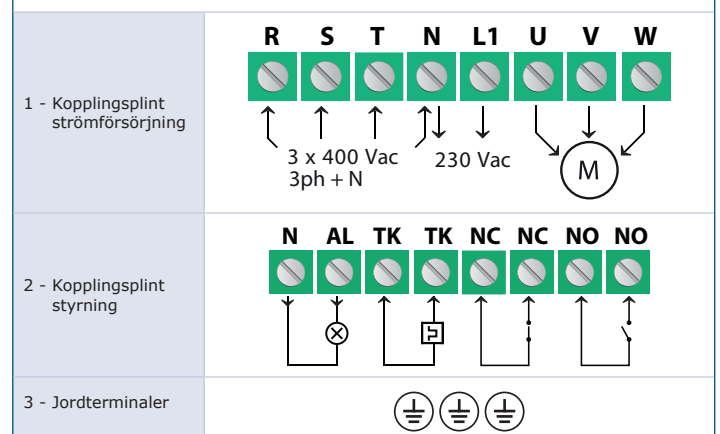 1 - Kopplingsplint
strömförsörjning
R S T N L1 U V W
3 x 400 Vac
3ph + N
230 Vac
M
2 - Kopplingsplint
styrning
N AL TK TK NC NC NO NO
3 - Jordterminaler